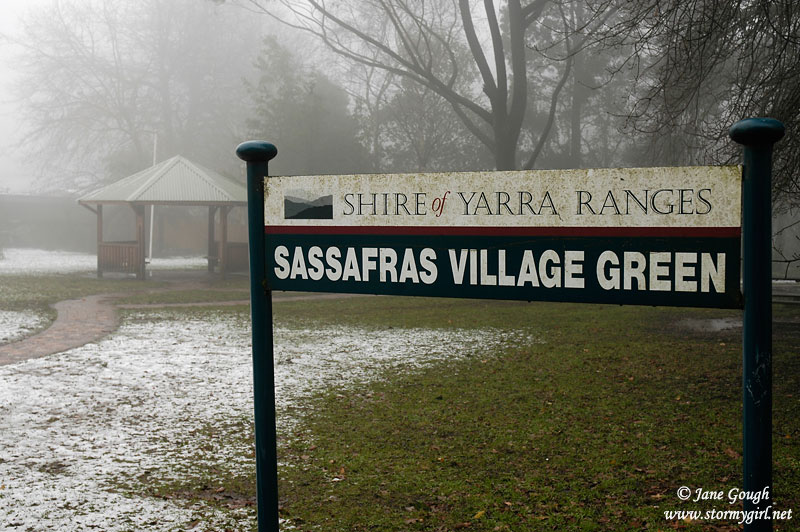 SHIRE of YARRA RANGES
SASSAFRAS VILLAGE GREEN
© Jane Gough
www.stormygirl.net